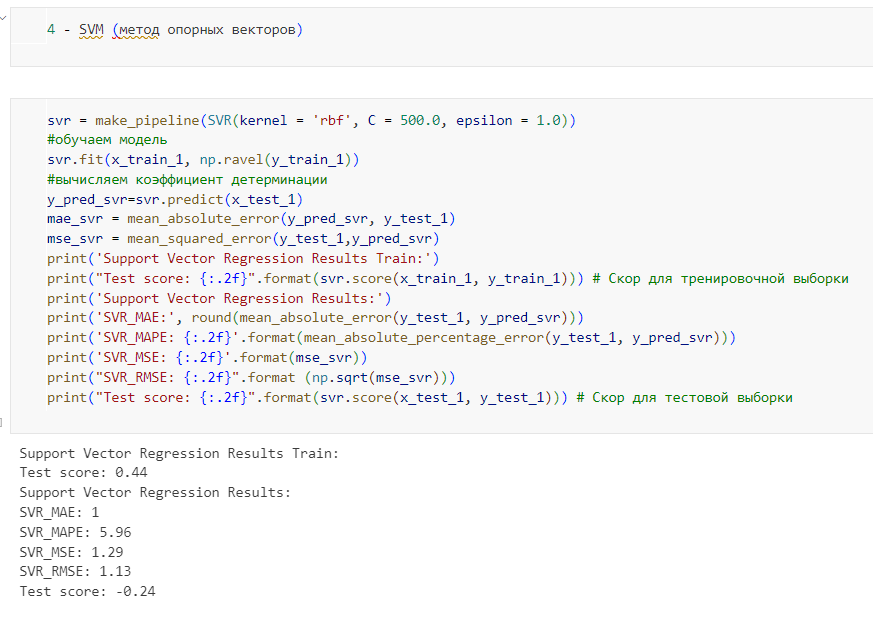 4 - SVM (метод опорных векторов)
svr = make_pipeline(SVR(kernel = 'rbf', C = 500.0, epsilon = 1.0))
#обучаем модель
svr.fit(x_train_1, np.ravel(y_train_1))
#вычисляем коэффициент детерминации
y_pred_svr=svr.predict(x_test_1)
mae_svr = mean_absolute_error(y_pred_svr, y_test_1)
mse_svr = mean_squared_error(y_test_1,y_pred_svr)
print('Support Vector Regression Results Train:')
print("Test score: {:.2f}".format(svr.score(x_train_1, y_train_1))) # Скор для тренировочной выборки
print('Support Vector Regression Results:')
print('SVR_MAE:', round(mean_absolute_error(y_test_1, y_pred_svr)))
print('SVR_MAPE: {:.2f}'.format(mean_absolute_percentage_error(y_test_1, y_pred_svr)))
print('SVR_MSE: {:.2f}'.format(mse_svr))
print("SVR_RMSE: {:.2f}".format (np.sqrt(mse_svr)))
print("Test score: {:.2f}".format(svr.score(x_test_1, y_test_1))) # Скор для тестовой выборки
Support Vector Regression Results Train:
Test score: 0.44
Support Vector Regression Results:
SVR_MAE: 1
SVR_MAPE: 5.96
SVR_MSE: 1.29
SVR_RMSE: 1.13
Test score: -0.24